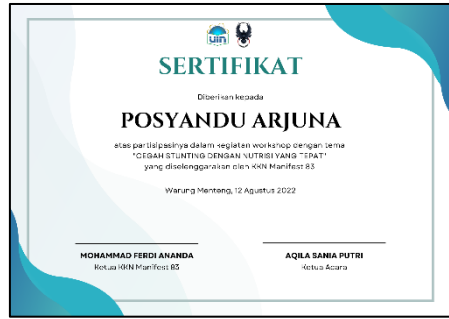 uin
SERTIFIKAT
Diberikan kepada
POSYANDU ARJUNA
atas partisipasinya dalam kegiatan workshop dengan tema
"CEGAH STUNTING DENGAN NUTRISI YANG TEPAT"
yang diselenggarakan oleh KKN Manifest 83
Warung Menteng, 12 Agustus 2022
MOHAMMAD FERDI ANANDA
Ketua KKN Manifest 83
AQILA SANIA PUTRI
Ketua Acara